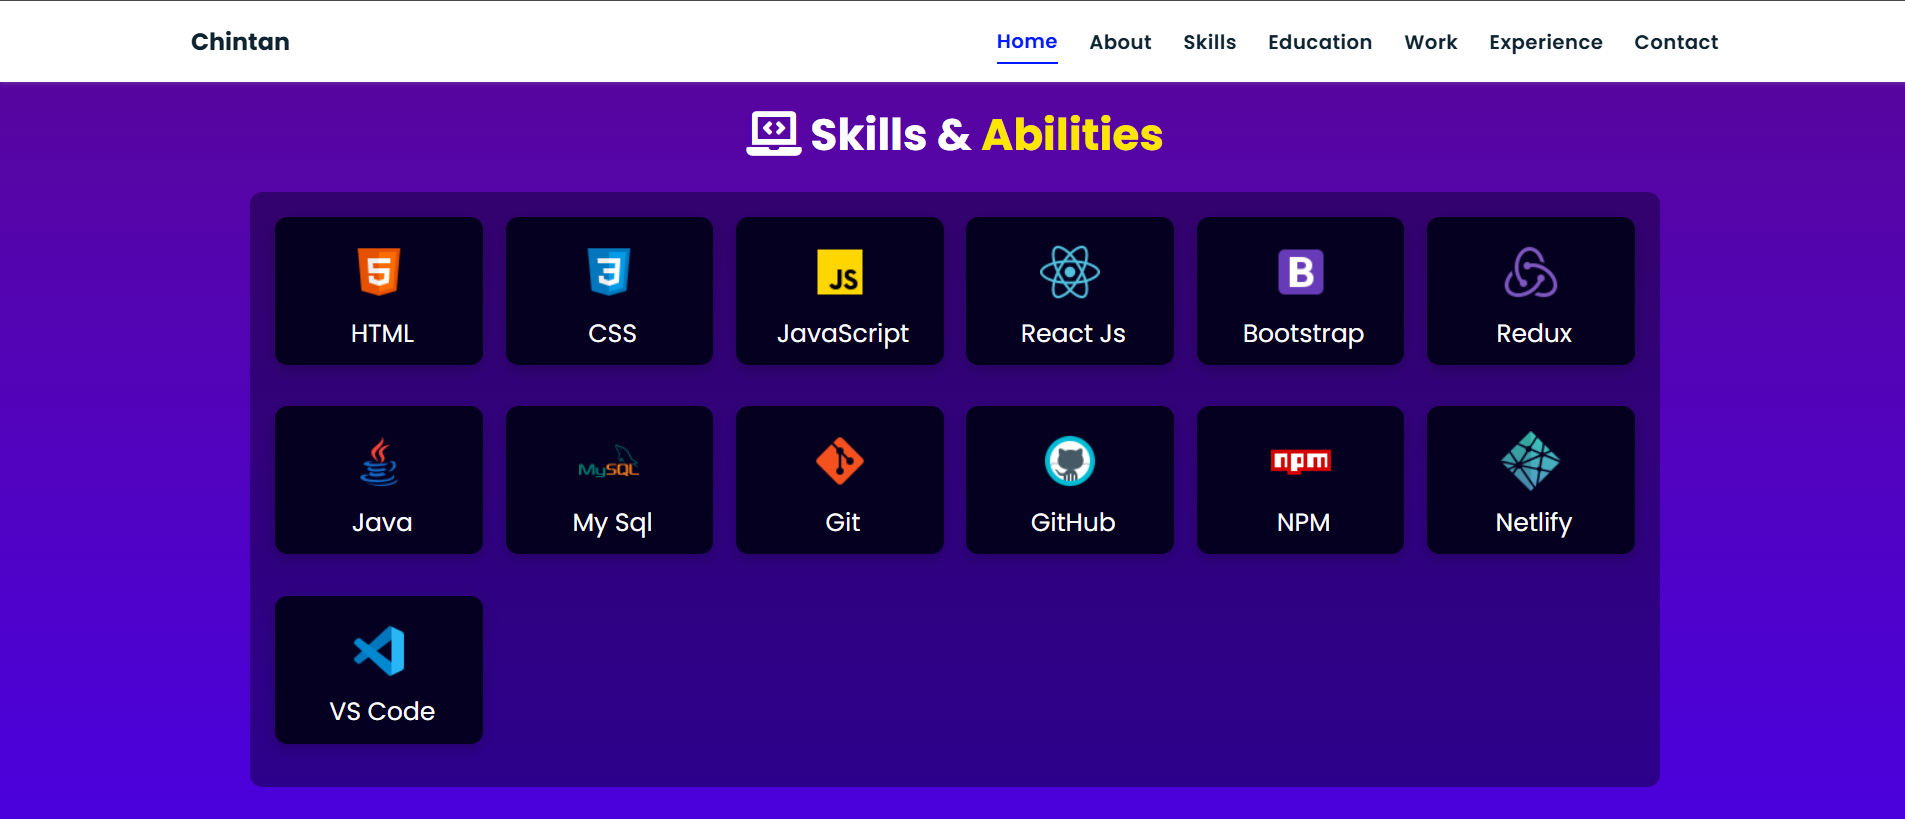 Chintan Home About Skills Education Work Experience Contact
Skills & Abilities
5 3 JS B
HTML CSS JavaScript React Js Bootstrap Redux
MySQL npm
Java My Sql Git GitHub NPM Netlify
VS Code